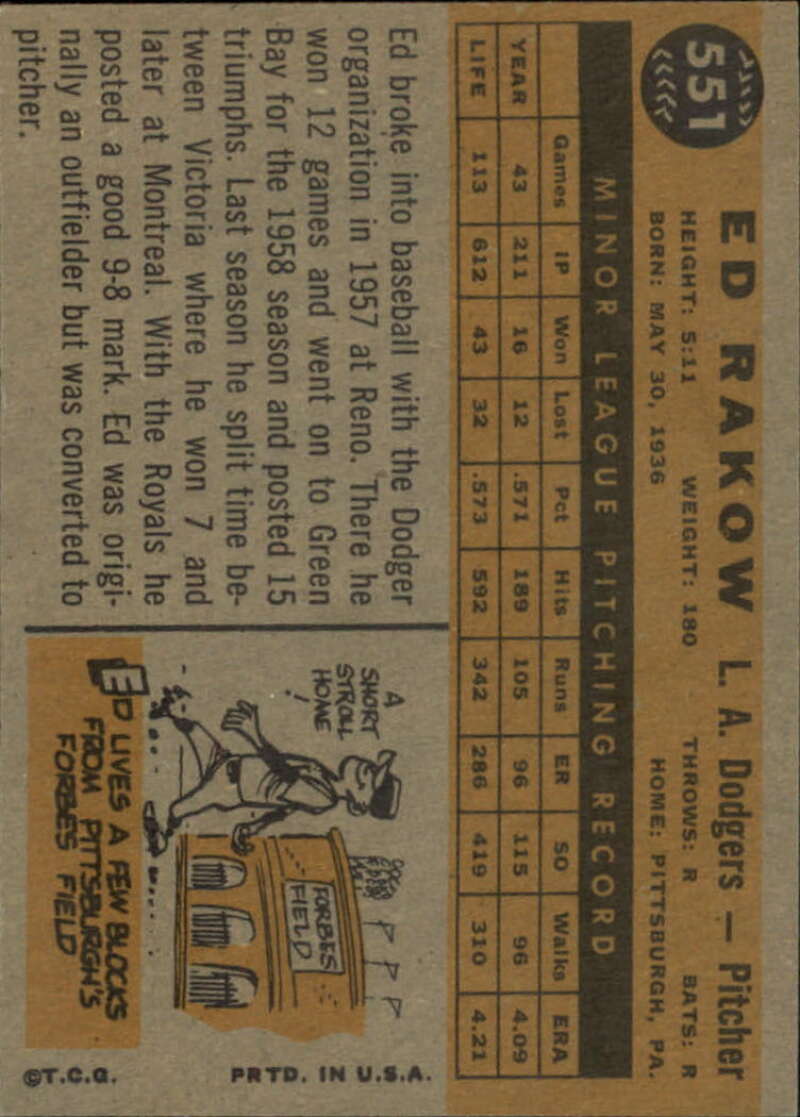 551
ED RAKOW L. A. Dodgers — Pitcher
HEIGHT: 5:11 WEIGHT: 180 THROWS: R BATS: R
BORN: MAY 30, 1936 HOME: PITTSBURGH, PA.
MINOR LEAGUE PITCHING RECORD
Games IP Won Lost Pct Hits Runs ER SO Walks ERA
YEAR 43 211 16 12 .571 189 105 96 115 96 4.09
LIFE 113 612 43 32 .573 592 342 286 419 310 4.21
Ed broke into baseball with the Dodger
organization in 1957 at Reno. There he
won 12 games and went on to Green
Bay for the 1958 season and posted 15
triumphs. Last season he split time be-
tween Victoria where he won 7 and
later at Montreal. With the Royals he
posted a good 9-8 mark. Ed was origi-
nally an outfielder but was converted to
pitcher.
A
SHORT
STROLL
HOME
!
FORBES
FIELD
ED LIVES A FEW BLOCKS
FROM PITTSBURGH'S
FORBES FIELD
©T.C.G. PRTD. IN U.S.A.